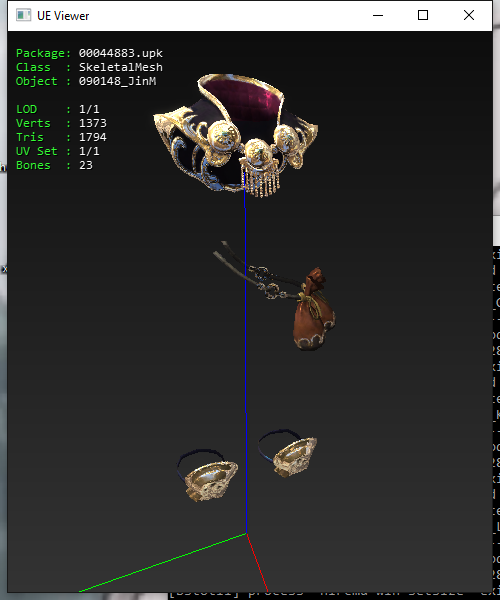 UE Viewer
Package: 00044883.upk
Class : SkeletalMesh
Object : 090148_JinM
LOD : 1/1
Verts : 1373
Tris : 1794
UV Set : 1/1
Bones : 23